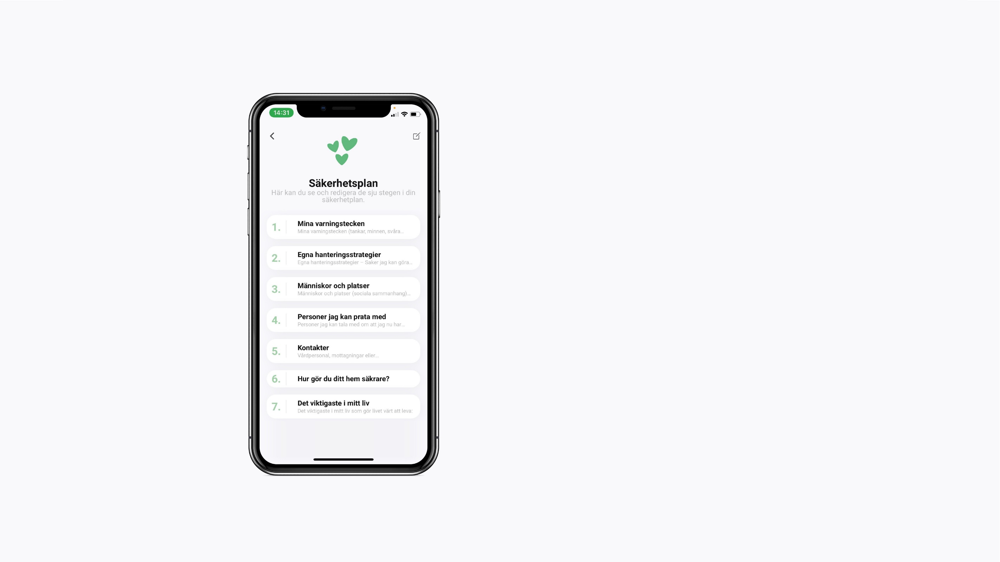 14:31
Säkerhetsplan
Här kan du se och redigera de sju stegen i din
säkerhetplan.
1.
Mina varningstecken
Mina varningstecken (tankar, minnen, svåra...
2.
Egna hanteringsstrategier
Egna hanteringsstrategier – Saker jag kan göra...
3.
Människor och platser
Människor och platser (sociala sammanhang)...
4.
Personer jag kan prata med
Personer jag kan tala med om att jag nu har...
5.
Kontakter
Vårdpersonal, mottagningar eller...
6.
Hur gör du ditt hem säkrare?
7.
Det viktigaste i mitt liv
Det viktigaste i mitt liv som gör livet värt att leva: